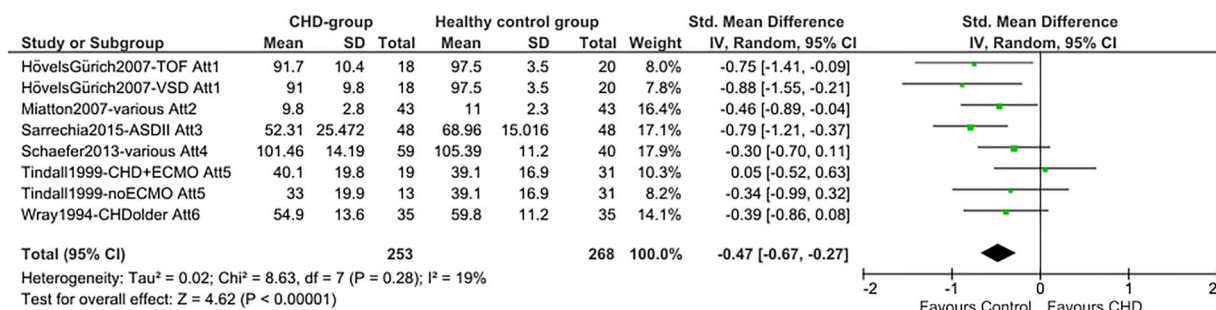 CHD-group Healthy control group Std. Mean Difference Std. Mean Difference
Study or Subgroup Mean SD Total Mean SD Total Weight IV, Random, 95% CI IV, Random, 95% CI
HövelsGürich2007-TOF Att1 91.7 10.4 18 97.5 3.5 20 8.0% -0.75 [-1.41, -0.09]
HövelsGürich2007-VSD Att1 91 9.8 18 97.5 3.5 20 7.8% -0.88 [-1.55, -0.21]
Miatton2007-various Att2 9.8 2.8 43 11 2.3 43 16.4% -0.46 [-0.89, -0.04]
Sarrechia2015-ASDII Att3 52.31 25.472 48 68.96 15.016 48 17.1% -0.79 [-1.21, -0.37]
Schaefer2013-various Att4 101.46 14.19 59 105.39 11.2 40 17.9% -0.30 [-0.70, 0.11]
Tindall1999-CHD+ECMO Att5 40.1 19.8 19 39.1 16.9 31 10.3% 0.05 [-0.52, 0.63]
Tindall1999-noECMO Att5 33 19.9 13 39.1 16.9 31 8.2% -0.34 [-0.99, 0.32]
Wray1994-CHDolder Att6 54.9 13.6 35 59.8 11.2 35 14.1% -0.39 [-0.86, 0.08]
Total (95% CI) 253 268 100.0% -0.47 [-0.67, -0.27]
Heterogeneity: Tau² = 0.02; Chi² = 8.63, df = 7 (P = 0.28); I² = 19%
Test for overall effect: Z = 4.62 (P < 0.00001)
-2 -1 0 1 2
Favours Control Favours CHD